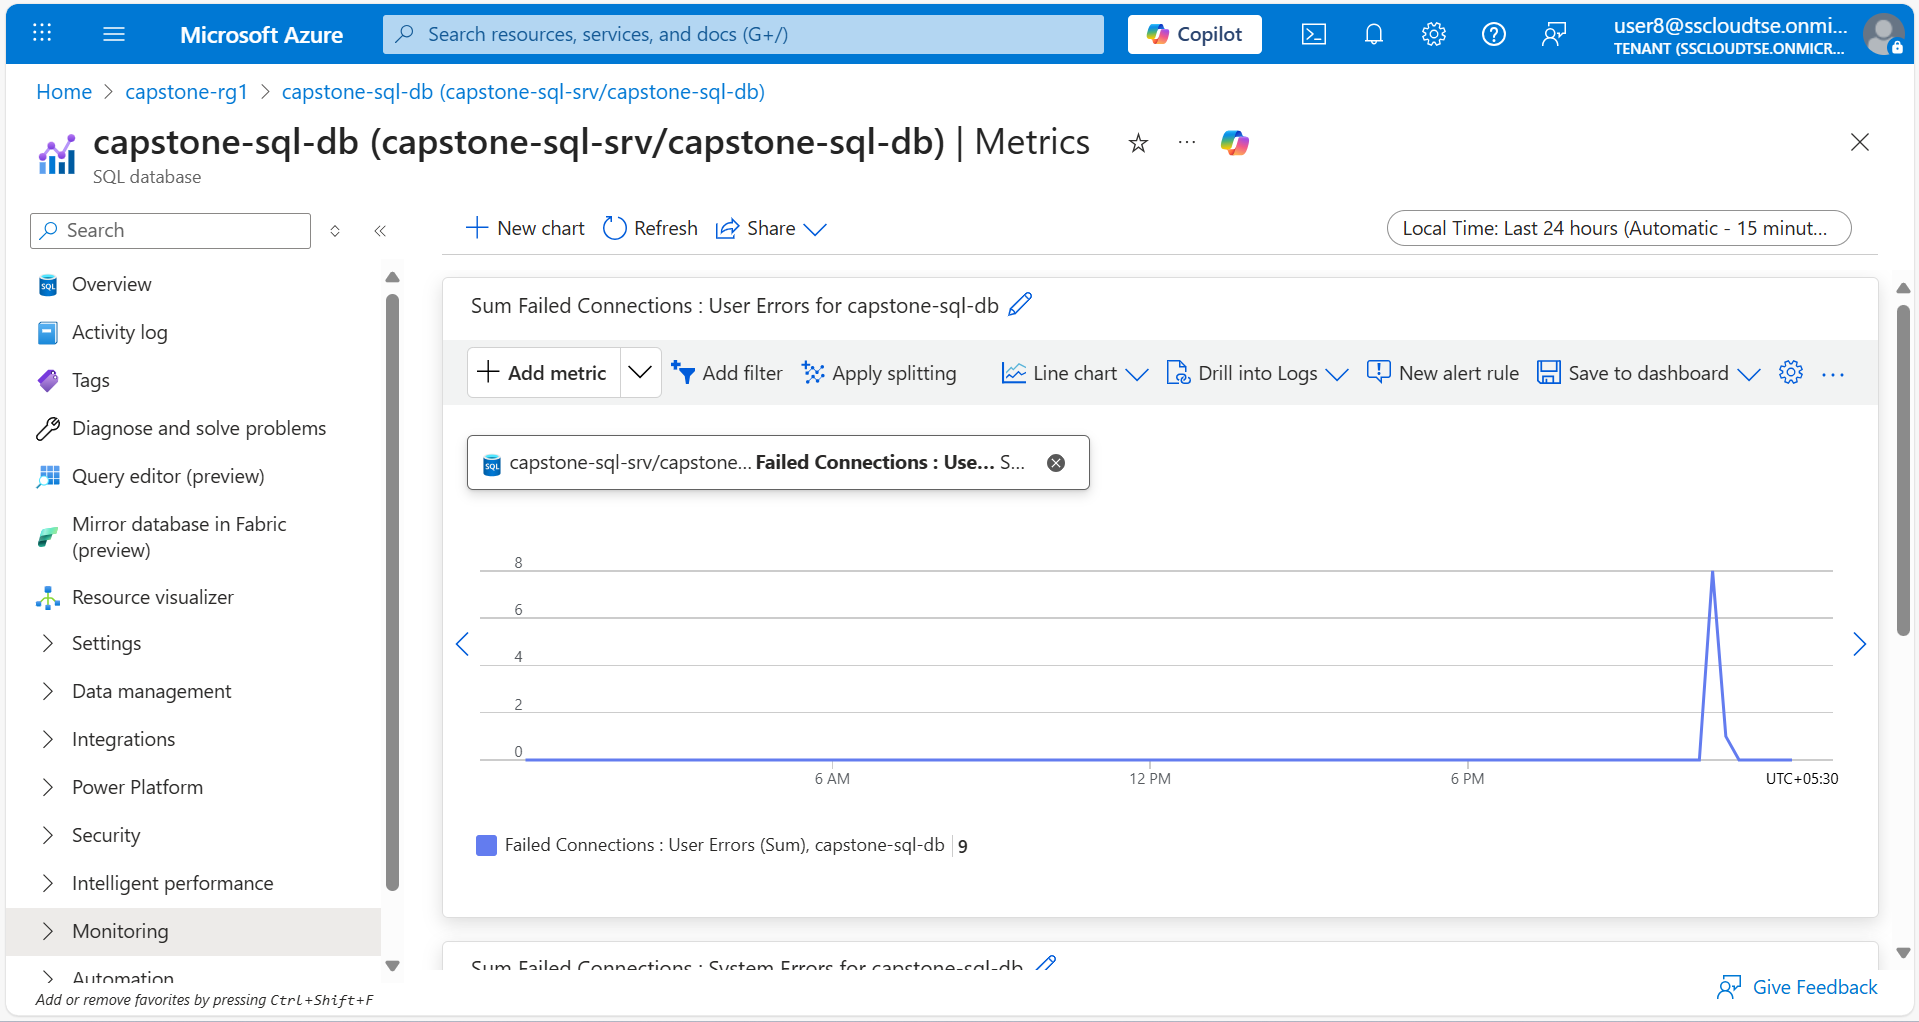 Microsoft Azure
Search resources, services, and docs (G+/)
Copilot
user8@sscloudtse.onmi...
TENANT (SSCLOUDTSE.ONMICR...
Home > capstone-rg1 > capstone-sql-db (capstone-sql-srv/capstone-sql-db)
capstone-sql-db (capstone-sql-srv/capstone-sql-db) | Metrics
SQL database
Search
Overview
Activity log
Tags
Diagnose and solve problems
Query editor (preview)
Mirror database in Fabric
(preview)
Resource visualizer
Settings
Data management
Integrations
Power Platform
Security
Intelligent performance
Monitoring
Automation
Add or remove favorites by pressing Ctrl+Shift+F
New chart
Refresh
Share
Local Time: Last 24 hours (Automatic - 15 minut...
Sum Failed Connections : User Errors for capstone-sql-db
Add metric
Add filter
Apply splitting
Line chart
Drill into Logs
New alert rule
Save to dashboard
SQL
capstone-sql-srv/capstone... Failed Connections : Use... S...
8
6
4
2
0
6 AM
12 PM
6 PM
UTC+05:30
Failed Connections : User Errors (Sum), capstone-sql-db
9
Sum Failed Connections : System Errors for capstone-sql-db
Give Feedback